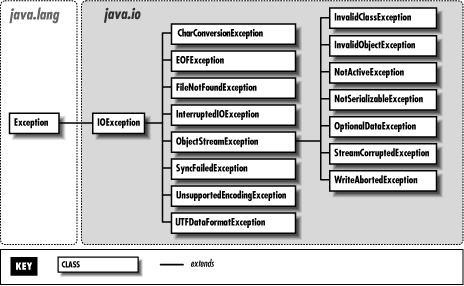 java.lang
java.io
Exception
IOException
CharConversionException
EOFException
FileNotFoundException
InterruptedIOException
ObjectStreamException
SyncFailedException
UnsupportedEncodingException
UTFDataFormatException
InvalidClassException
InvalidObjectException
NotActiveException
NotSerializableException
OptionalDataException
StreamCorruptedException
WriteAbortedException
KEY
CLASS
extends